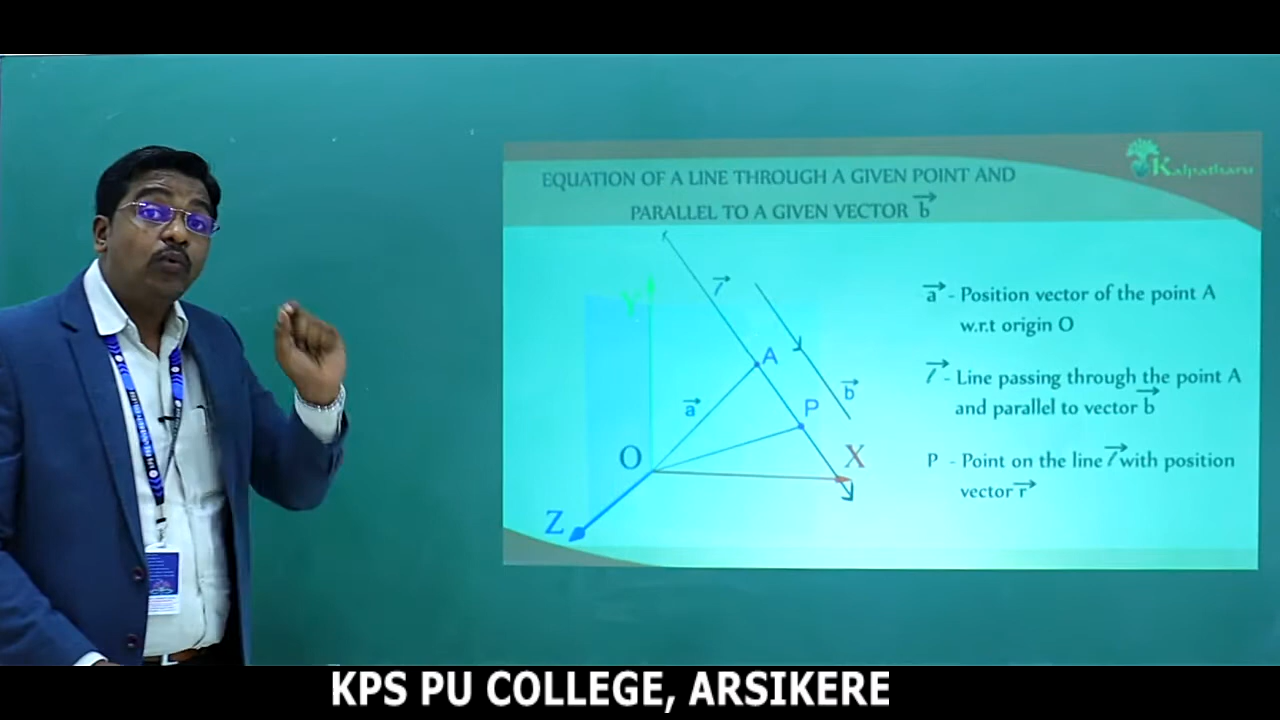 Kalpatharu
EQUATION OF A LINE THROUGH A GIVEN POINT AND
PARALLEL TO A GIVEN VECTOR b⃗
l⃗
Y
A
b⃗
a⃗
P
O
X
Z
a⃗ - Position vector of the point A
w.r.t origin O
l⃗ - Line passing through the point A
and parallel to vector b⃗
P - Point on the line l⃗ with position
vector r⃗
KPS PU COLLEGE, ARSIKERE